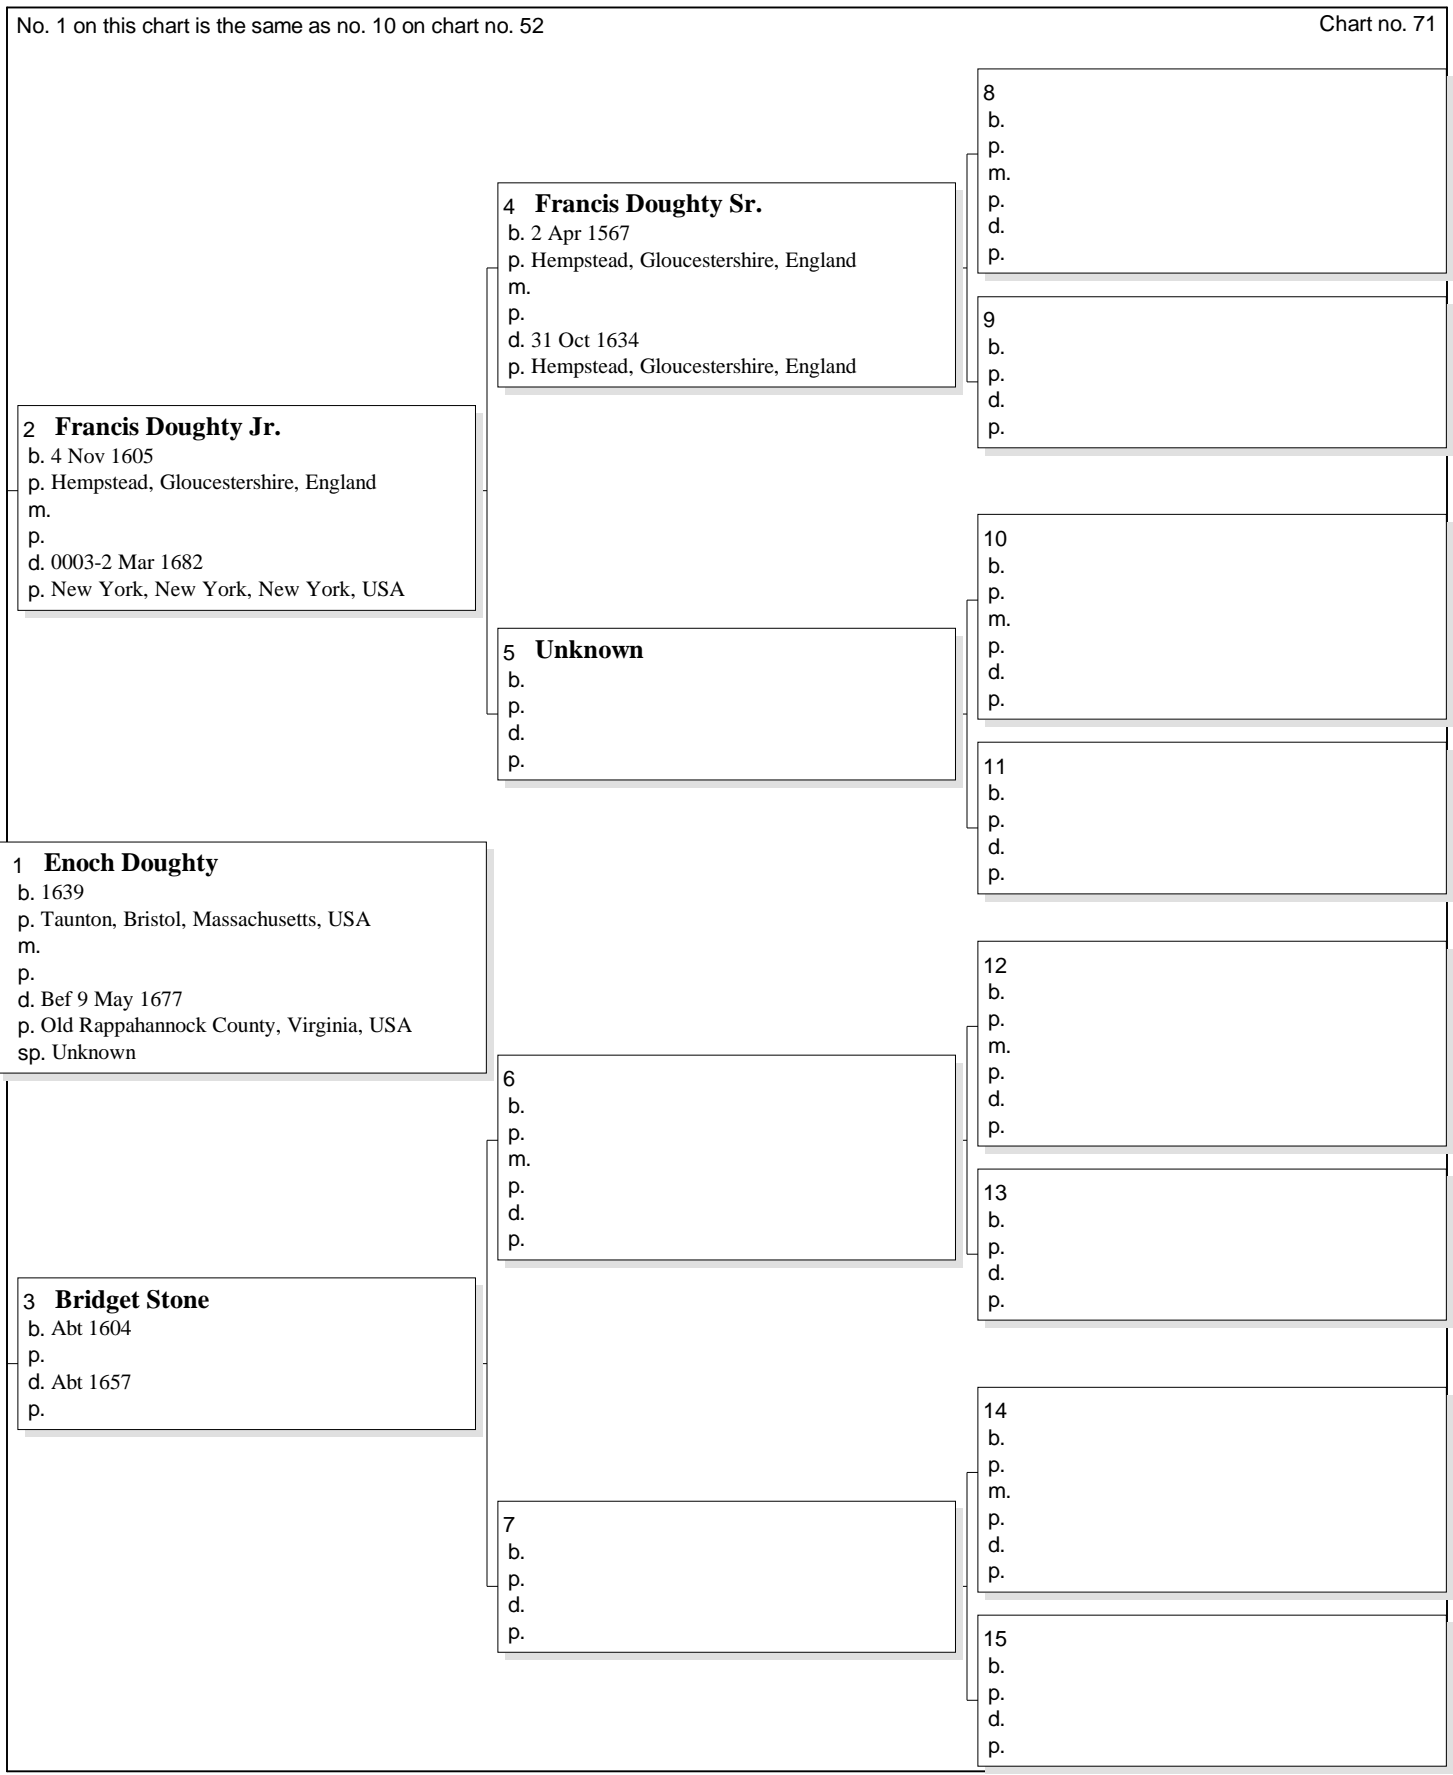 No. 1 on this chart is the same as no. 10 on chart no. 52
Chart no. 71
8
b.
p.
m.
p.
d.
p.
4 Francis Doughty Sr.
b. 2 Apr 1567
p. Hempstead, Gloucestershire, England
m.
p.
d. 31 Oct 1634
p. Hempstead, Gloucestershire, England
9
b.
p.
d.
p.
2 Francis Doughty Jr.
b. 4 Nov 1605
p. Hempstead, Gloucestershire, England
m.
p.
d. 0003-2 Mar 1682
p. New York, New York, New York, USA
10
b.
p.
m.
p.
d.
p.
5 Unknown
b.
p.
d.
p.
11
b.
p.
d.
p.
1 Enoch Doughty
b. 1639
p. Taunton, Bristol, Massachusetts, USA
m.
p.
d. Bef 9 May 1677
p. Old Rappahannock County, Virginia, USA
sp. Unknown
12
b.
p.
m.
p.
d.
p.
6
b.
p.
m.
p.
d.
p.
13
b.
p.
d.
p.
3 Bridget Stone
b. Abt 1604
p.
d. Abt 1657
p.
14
b.
p.
m.
p.
d.
p.
7
b.
p.
d.
p.
15
b.
p.
d.
p.